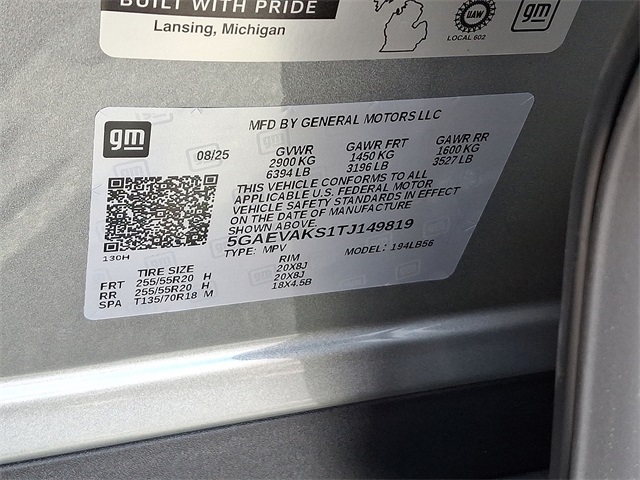 BUILT WITH PRIDE
Lansing, Michigan
UAW
LOCAL 602
gm
gm
MFD BY GENERAL MOTORS LLC
08/25 GVWR GAWR FRT GAWR RR
2900 KG 1450 KG 1600 KG
6394 LB 3196 LB 3527 LB
THIS VEHICLE CONFORMS TO ALL
APPLICABLE U.S. FEDERAL MOTOR
VEHICLE SAFETY STANDARDS IN EFFECT
ON THE DATE OF MANUFACTURE
SHOWN ABOVE.
5GAEVAKS1TJ149819
TYPE: MPV MODEL: 194LB56
130H
TIRE SIZE RIM
FRT 255/55R20 H 20X8J
RR 255/55R20 H 20X8J
SPA T135/70R18 M 18X4.5B